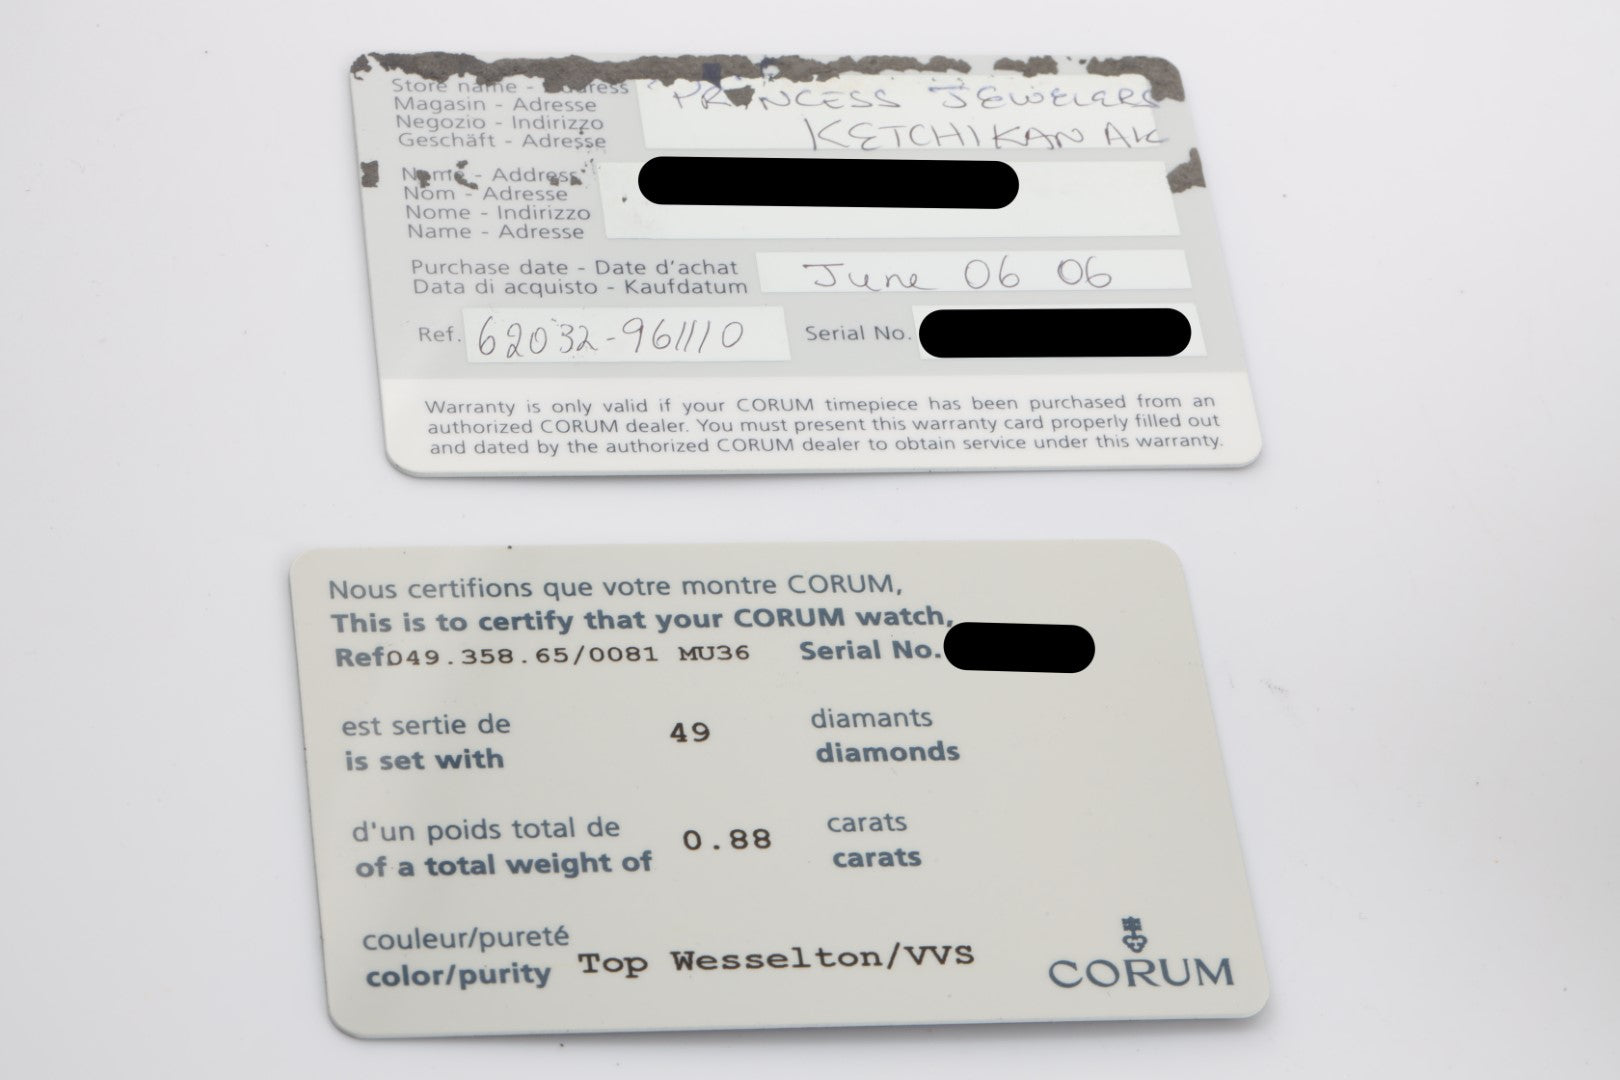 Store name - Address
Magasin - Adresse
Negozio - Indirizzo
Geschäft - Adresse
PRINCESS JEWELERS
KETCHIKAN AK
Name - Address
Nom - Adresse
Nome - Indirizzo
Name - Adresse
Purchase date - Date d'achat
Data di acquisto - Kaufdatum
June 06 06
Ref. 62032-961110 Serial No.
Warranty is only valid if your CORUM timepiece has been purchased from an
authorized CORUM dealer. You must present this warranty card properly filled out
and dated by the authorized CORUM dealer to obtain service under this warranty.
Nous certifions que votre montre CORUM,
This is to certify that your CORUM watch,
Ref D49.358.65/0081 MU36 Serial No.
est sertie de
is set with
49
diamants
diamonds
d'un poids total de
of a total weight of
0.88
carats
carats
couleur/pureté
color/purity
Top Wesselton/VVS
CORUM